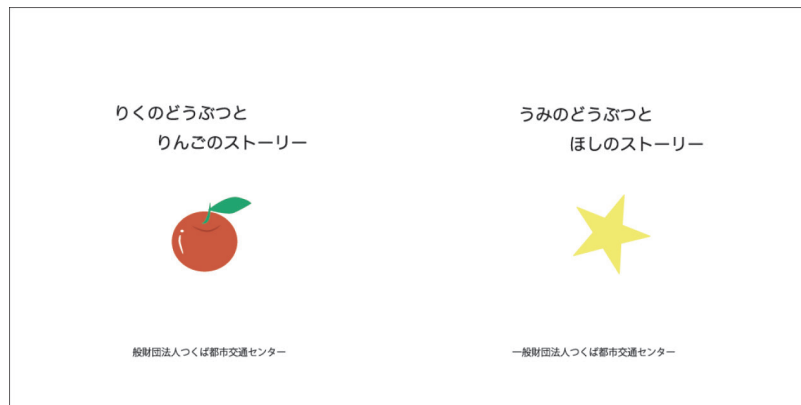 りくのどうぶつと
りんごのストーリー
般財団法人つくば都市交通センター
うみのどうぶつと
ほしのストーリー
一般財団法人つくば都市交通センター